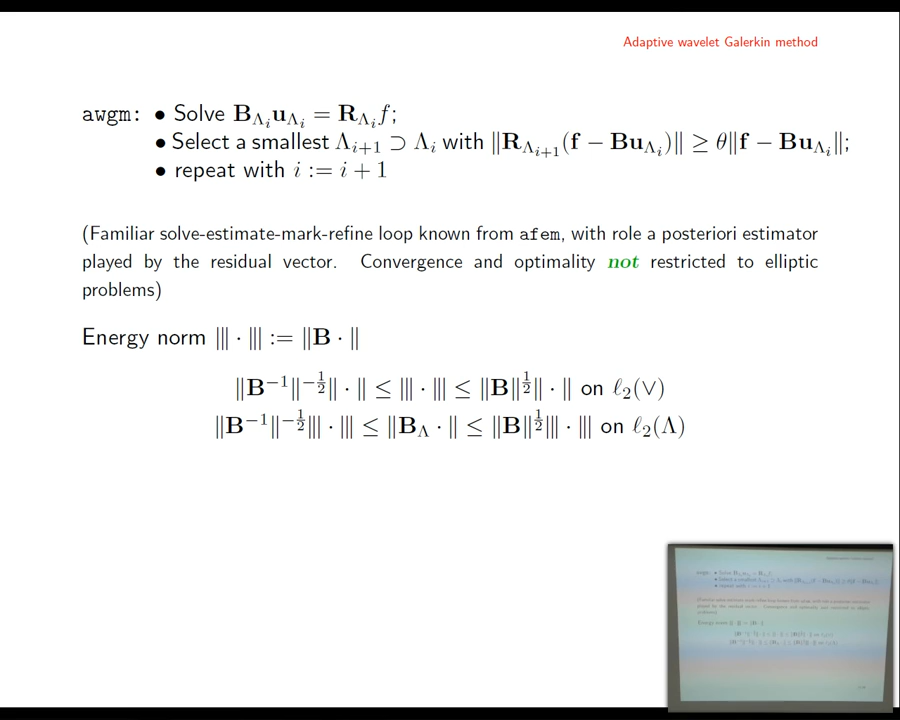 Adaptive wavelet Galerkin method
awgm: • Solve B_{Λ_i} u_{Λ_i} = R_{Λ_i} f;
• Select a smallest Λ_{i+1} ⊃ Λ_i with ‖R_{Λ_{i+1}}(f − Bu_{Λ_i})‖ ≥ θ‖f − Bu_{Λ_i}‖;
• repeat with i := i + 1
(Familiar solve-estimate-mark-refine loop known from afem, with role a posteriori estimator
played by the residual vector. Convergence and optimality not restricted to elliptic
problems)
Energy norm ||| · ||| := ‖B · ‖
‖B^{−1}‖^{−1/2}‖ · ‖ ≤ ||| · ||| ≤ ‖B‖^{1/2}‖ · ‖ on ℓ_2(∨)
‖B^{−1}‖^{−1/2}||| · ||| ≤ ‖B_Λ · ‖ ≤ ‖B‖^{1/2}||| · ||| on ℓ_2(Λ)